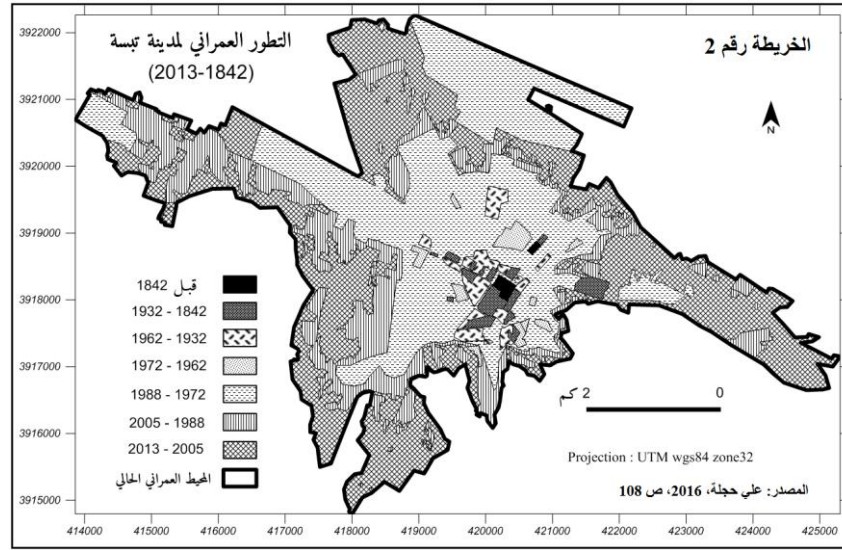 الخريطة رقم 2
التطور العمراني لمدينة تبسة
(2013-1842)
N
3922000
3921000
3920000
3919000
3918000
3917000
3916000
3915000
قبل 1842
1932 - 1842
1962 - 1932
1972 - 1962
1988 - 1972
2005 - 1988
2013 - 2005
المحيط العمراني الحالي
كم 2 0
Projection : UTM wgs84 zone32
المصدر: علي حجلة، 2016، ص 108
414000 415000 416000 417000 418000 419000 420000 421000 422000 423000 424000 425000